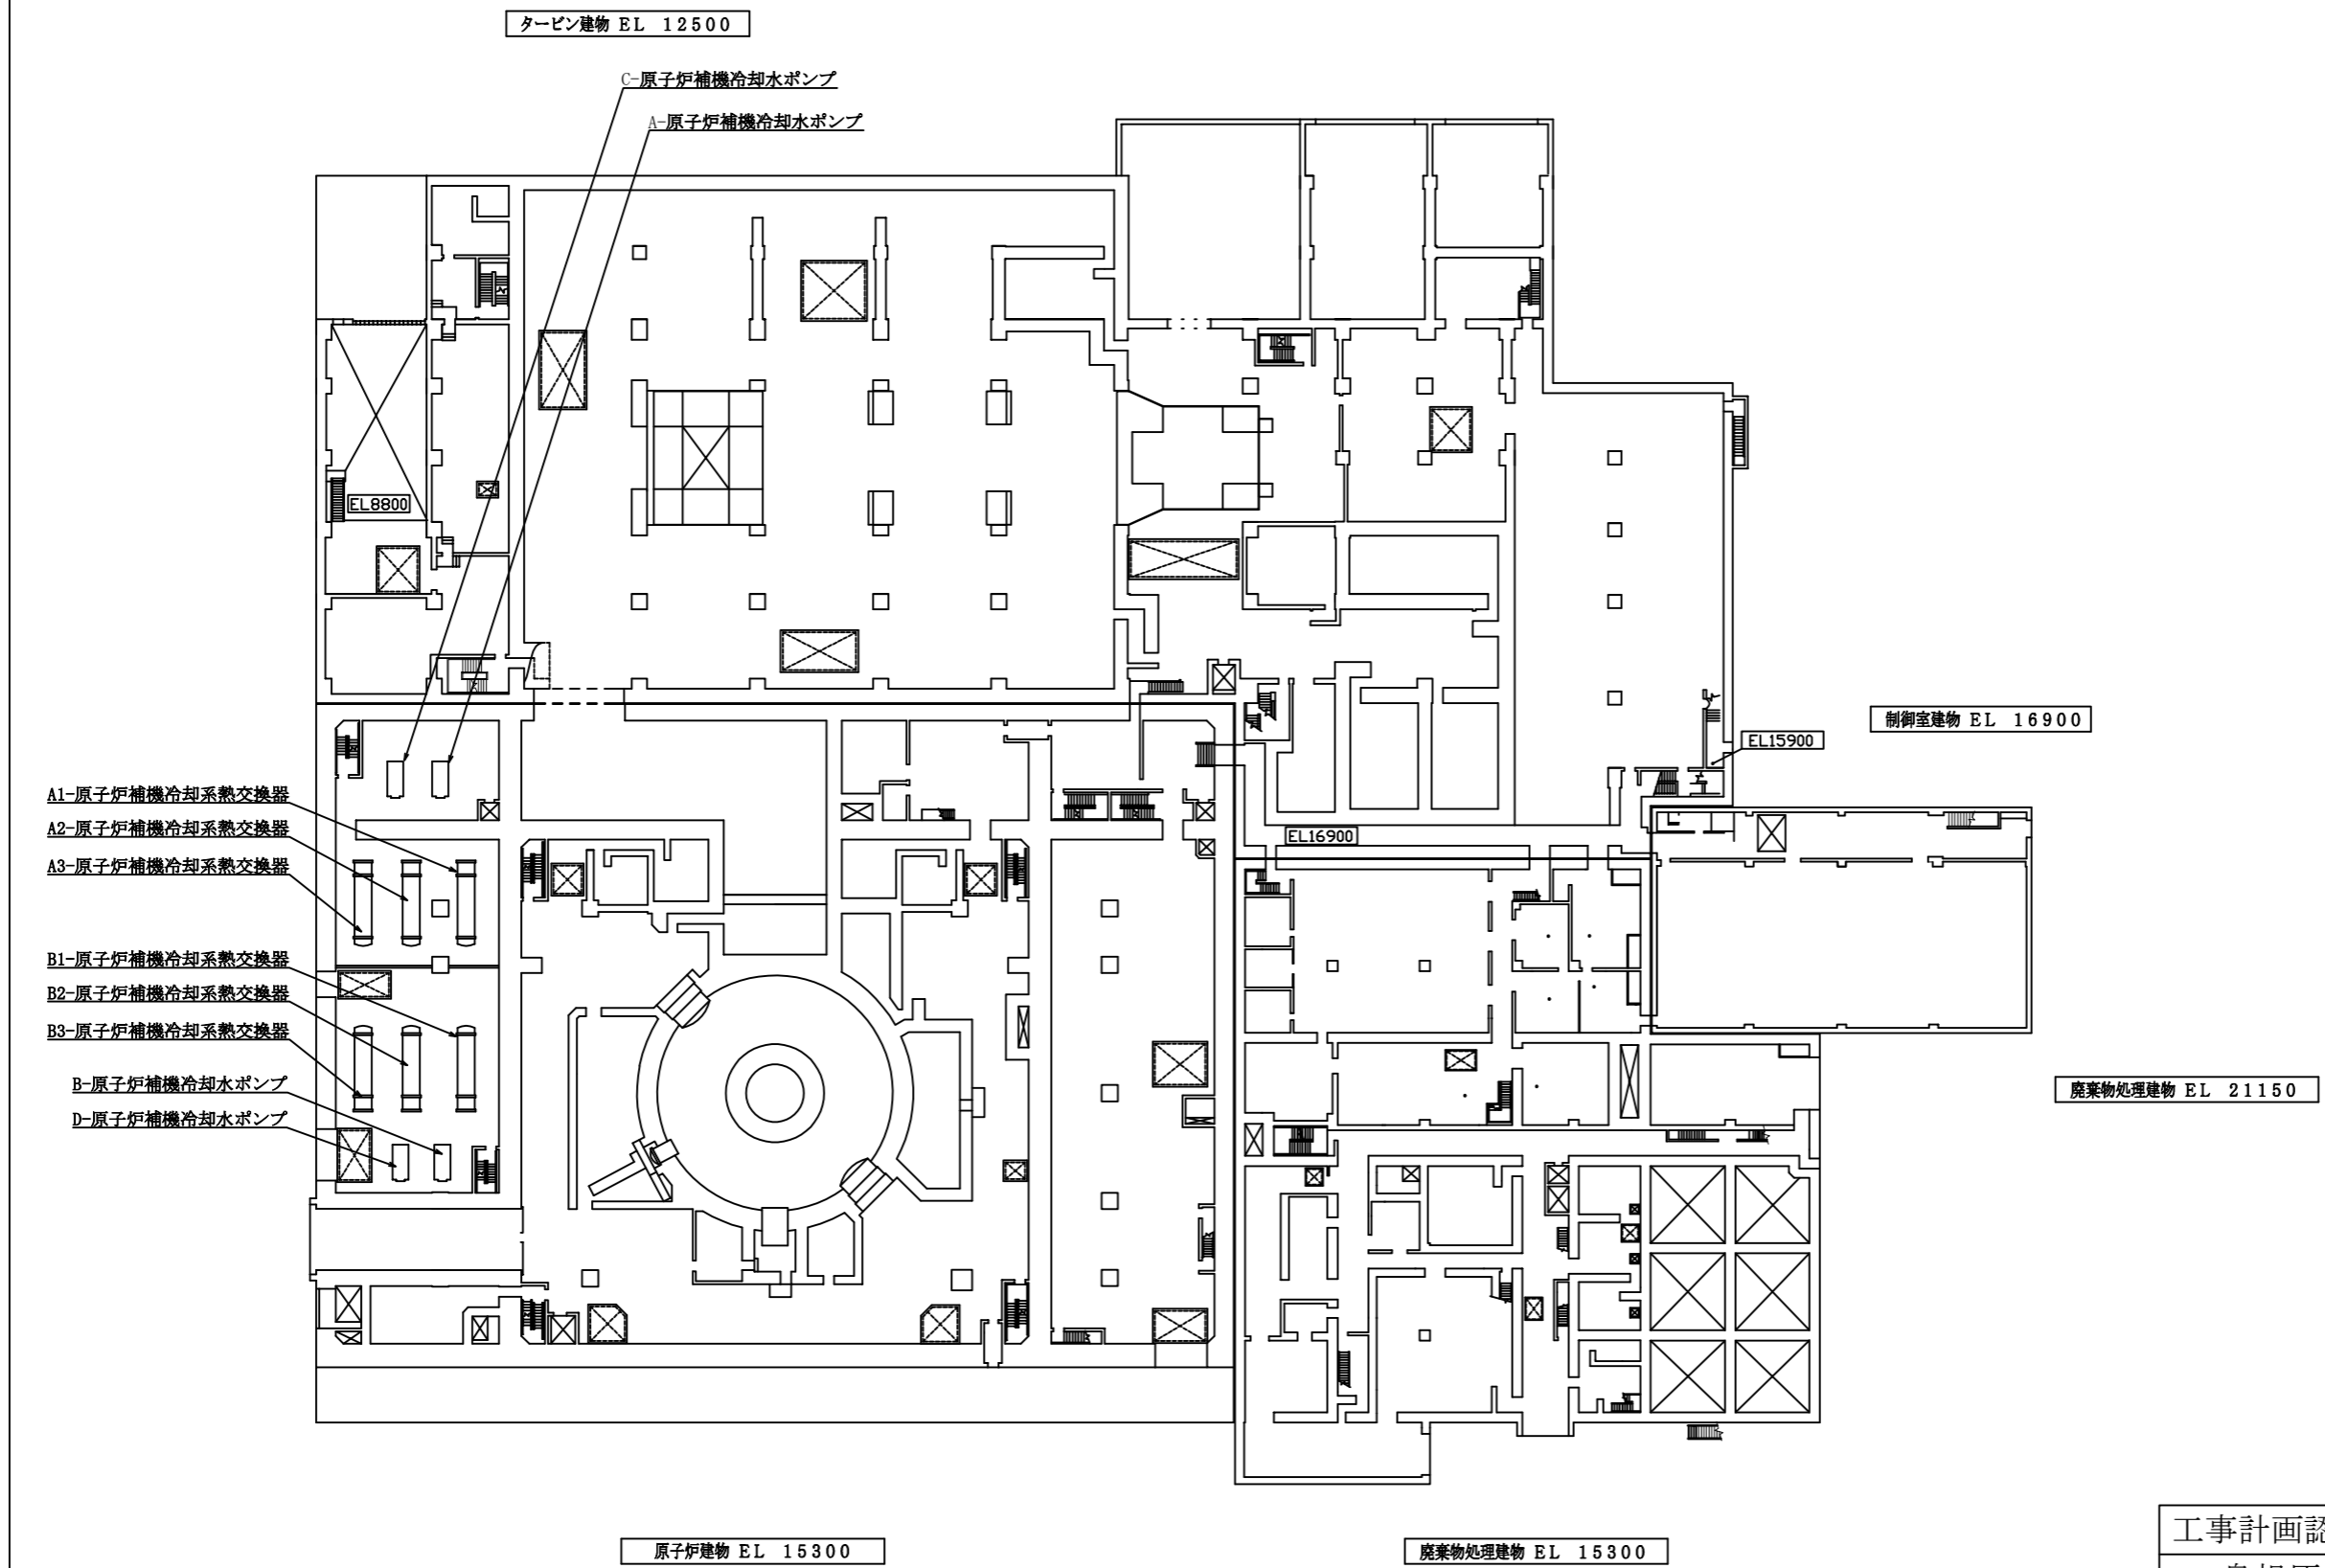 タービン建物 EL 12500
C-原子炉補機冷却水ポンプ
A-原子炉補機冷却水ポンプ
EL8800
制御室建物 EL 16900
EL15900
A1-原子炉補機冷却系熱交換器
A2-原子炉補機冷却系熱交換器
EL16900
A3-原子炉補機冷却系熱交換器
B1-原子炉補機冷却系熱交換器
B2-原子炉補機冷却系熱交換器
B3-原子炉補機冷却系熱交換器
B-原子炉補機冷却水ポンプ
廃棄物処理建物 EL 21150
D-原子炉補機冷却水ポンプ
工事計画認
原子炉建物 EL 15300
廃棄物処理建物 EL 15300